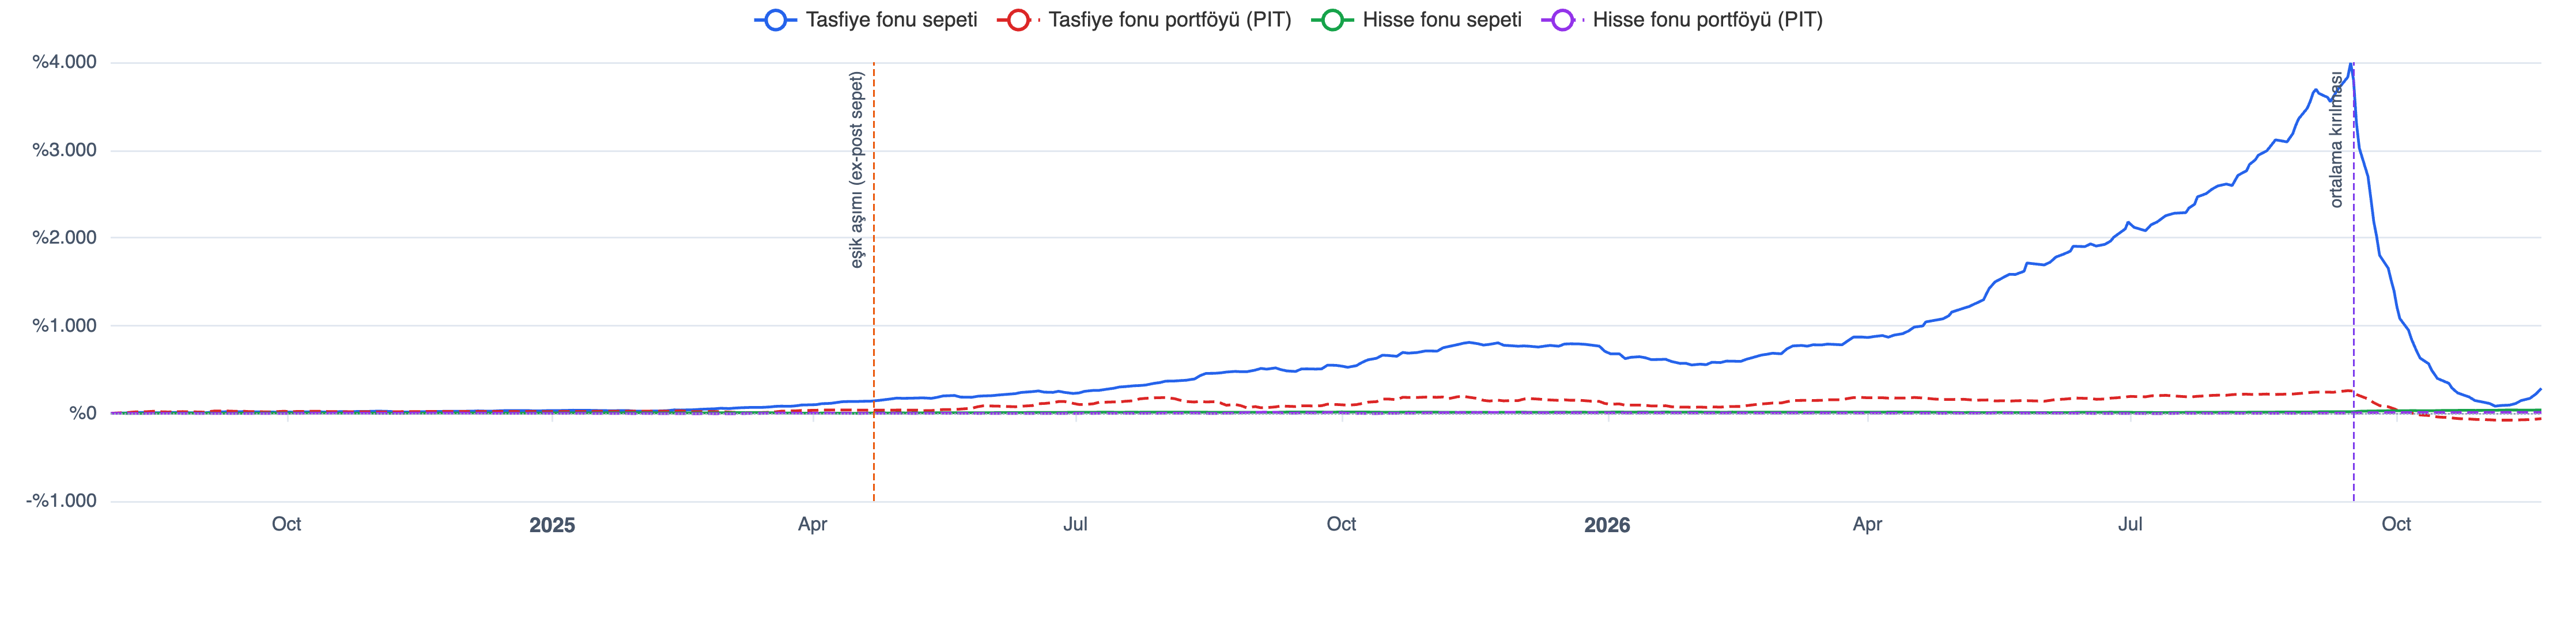 Tasfiye fonu sepeti Tasfiye fonu portföyü (PIT) Hisse fonu sepeti Hisse fonu portföyü (PIT)
%4.000
%3.000
%2.000
%1.000
%0
-%1.000
eşik aşımı (ex-post sepet)
ortalama kırılması
Oct 2025 Apr Jul Oct 2026 Apr Jul Oct